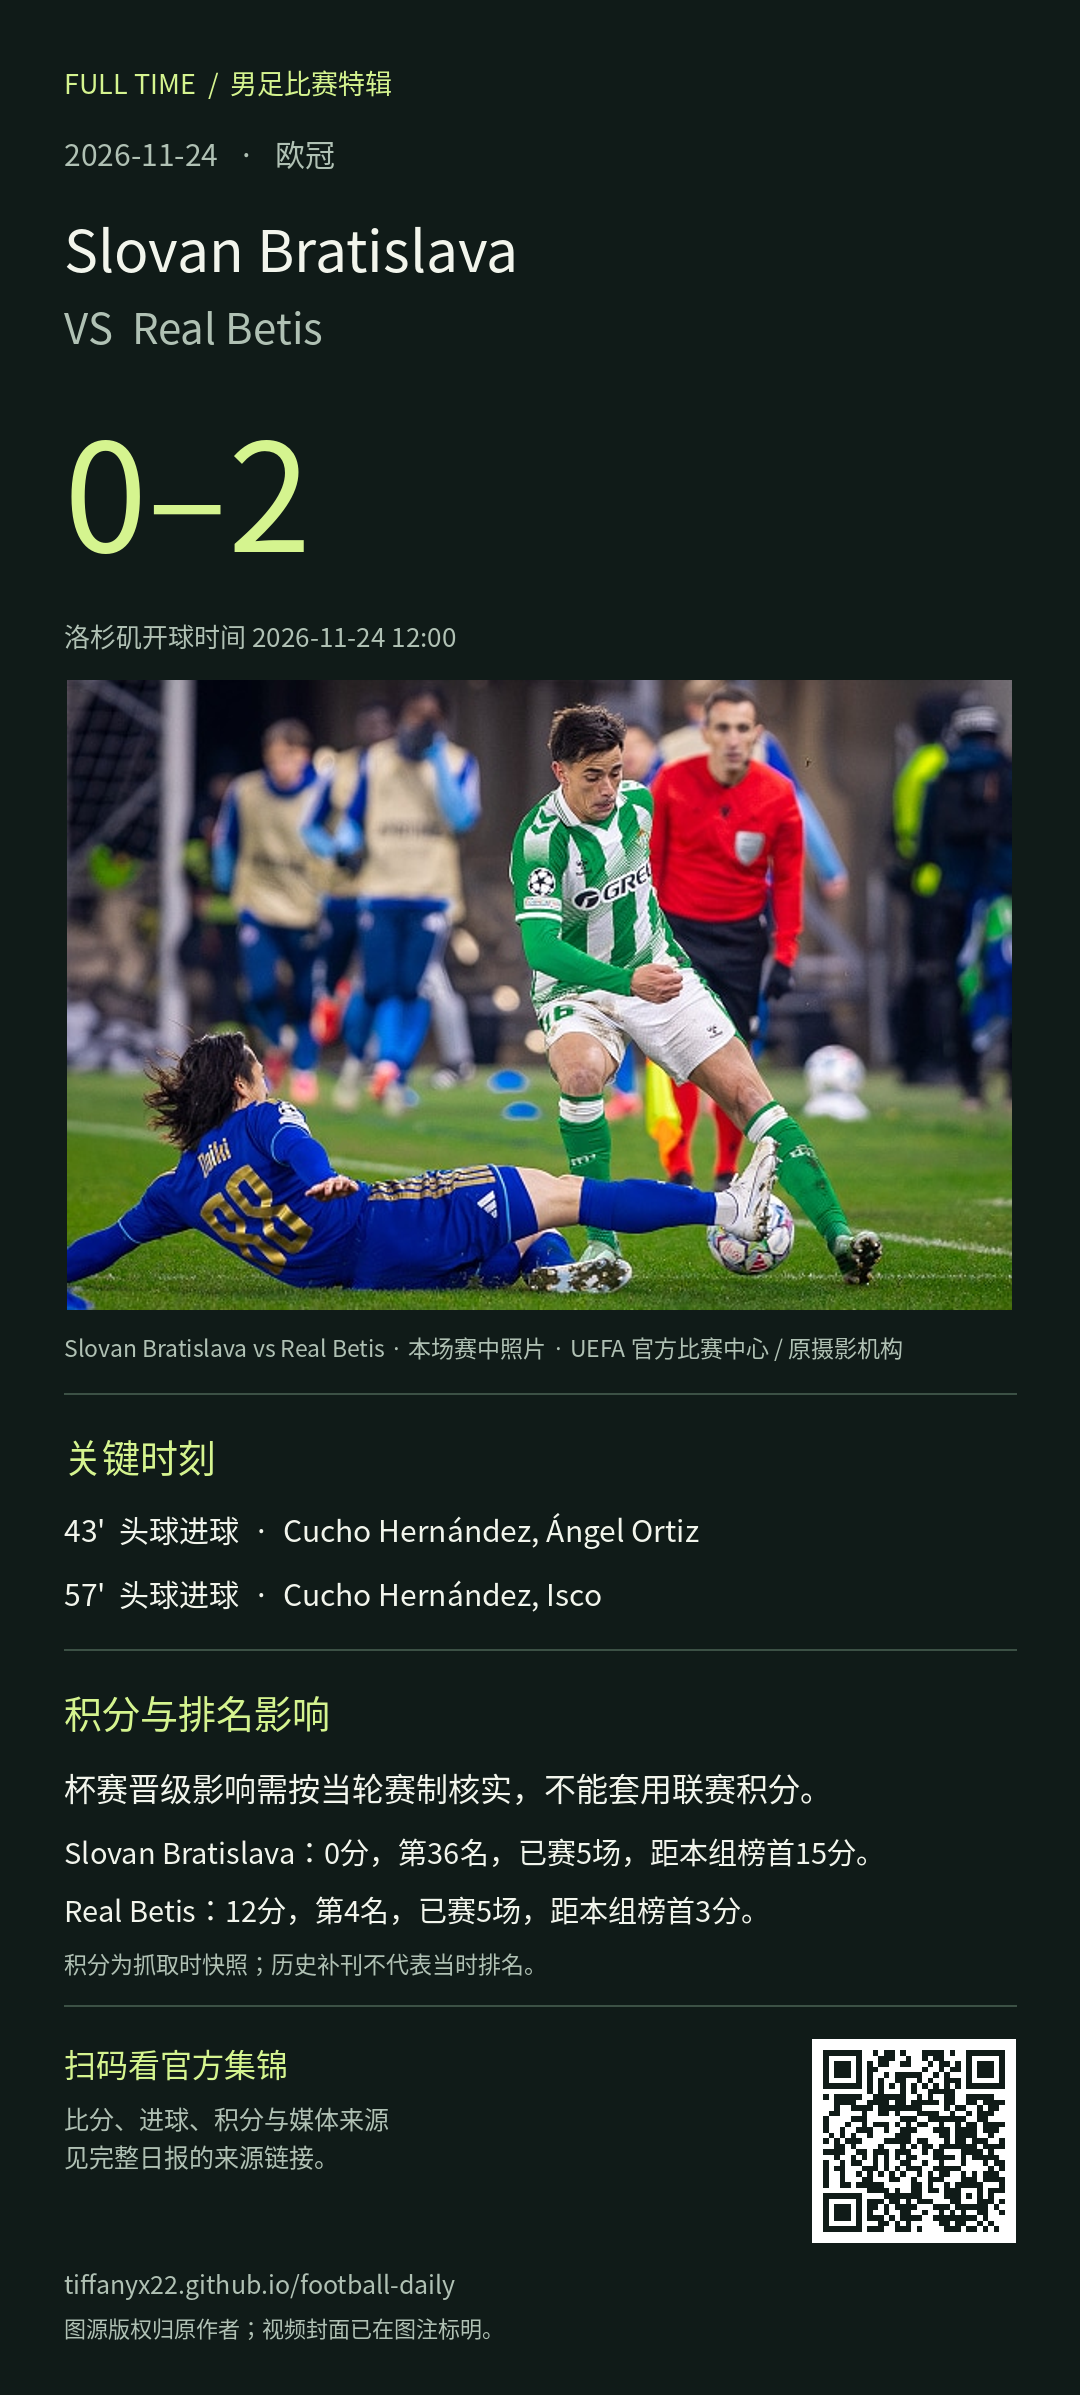 FULL TIME / 男足比赛特辑
2026-11-24 · 欧冠
Slovan Bratislava
VS Real Betis
0–2
洛杉矶开球时间 2026-11-24 12:00
GREE
16
Daiki
88
Slovan Bratislava vs Real Betis · 本场赛中照片 · UEFA 官方比赛中心 / 原摄影机构
关键时刻
43' 头球进球 · Cucho Hernández, Ángel Ortiz
57' 头球进球 · Cucho Hernández, Isco
积分与排名影响
杯赛晋级影响需按当轮赛制核实，不能套用联赛积分。
Slovan Bratislava：0分，第36名，已赛5场，距本组榜首15分。
Real Betis：12分，第4名，已赛5场，距本组榜首3分。
积分为抓取时快照；历史补刊不代表当时排名。
扫码看官方集锦
比分、进球、积分与媒体来源
见完整日报的来源链接。
tiffanyx22.github.io/football-daily
图源版权归原作者；视频封面已在图注标明。